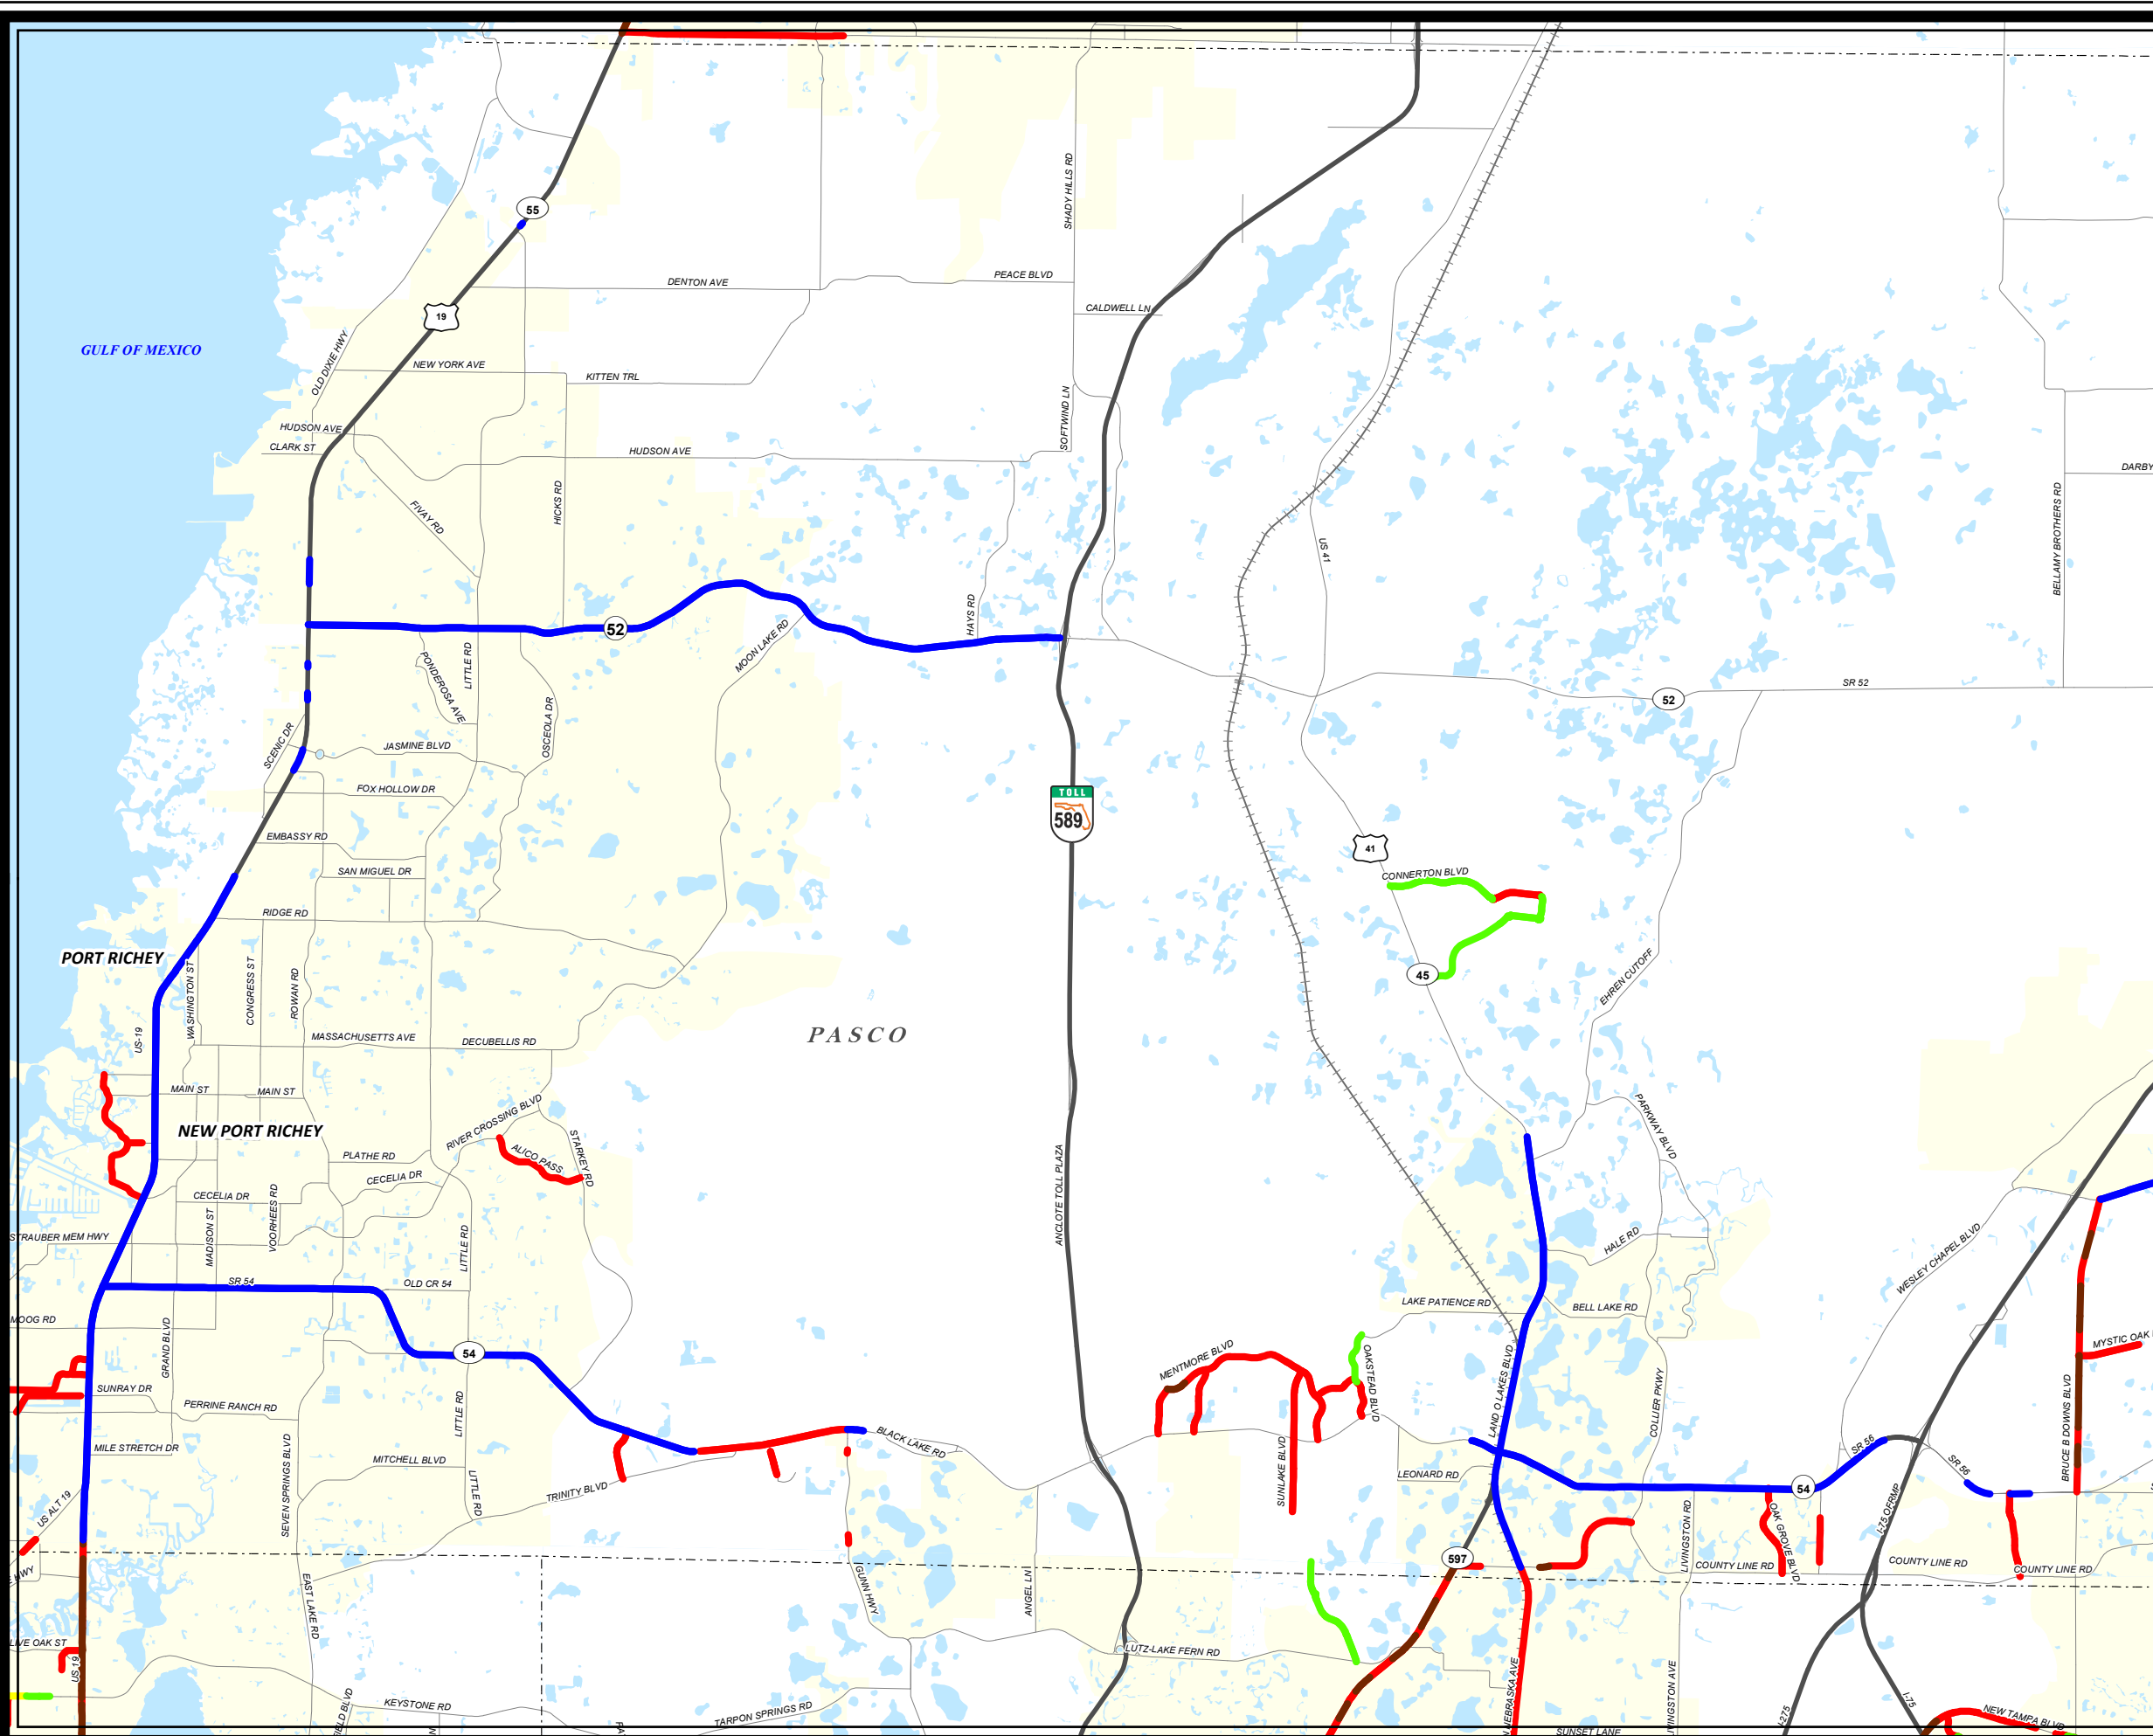 55
SHADY HILLS RD
DENTON AVE
PEACE BLVD
CALDWELL LN
19
GULF OF MEXICO
OLD DIXIE HWY
NEW YORK AVE
KITTEN TRL
SOFTWIND LN
HUDSON AVE
CLARK ST
HUDSON AVE
DARBY
FIVAY RD
HICKS RD
US 41
BELLAMY BROTHERS RD
HAYS RD
52
MOON LAKE RD
PONDEROSA AVE
LITTLE RD
SR 52
52
OSCEOLA DR
SCENIC DR
JASMINE BLVD
FOX HOLLOW DR
TOLL
589
EMBASSY RD
41
SAN MIGUEL DR
CONNERTON BLVD
RIDGE RD
PORT RICHEY
45
EHREN CUTOFF
WASHINGTON ST
CONGRESS ST
ROWAN RD
US-19
MASSACHUSETTS AVE
DECUBELLIS RD
PASCO
MAIN ST
MAIN ST
NEW PORT RICHEY
RIVER CROSSING BLVD
PARKWAY BLVD
PLATHE RD
ALICO PASS
STARKEY RD
CECELIA DR
CECELIA DR
ANCLOTE TOLL PLAZA
STRAUBER MEM HWY
MADISON ST
VOORHEES RD
LITTLE RD
HALE RD
WESLEY CHAPEL BLVD
SR 54
OLD CR 54
LAKE PATIENCE RD
BELL LAKE RD
MOOG RD
GRAND BLVD
54
MENTMORE BLVD
OAKSTEAD BLVD
LAND O LAKES BLVD
COLLIER PKWY
MYSTIC OAK
BRUCE B DOWNS BLVD
SUNRAY DR
PERRINE RANCH RD
LITTLE RD
MILE STRETCH DR
SEVEN SPRINGS BLVD
MITCHELL BLVD
BLACK LAKE RD
SUNLAKE BLVD
LEONARD RD
SR 56
SR 56
54
TRINITY BLVD
LITTLE RD
US ALT 19
LIVINGSTON RD
OAK GROVE BLVD
I-75 OFRMP
597
COUNTY LINE RD
COUNTY LINE RD
COUNTY LINE RD
HWY
EAST LAKE RD
GUNN HWY
ANGEL LN
LIVE OAK ST
US 19
LUTZ-LAKE FERN RD
NEBRASKA AVE
KEYSTONE RD
TARPON SPRINGS RD
I-275
I-75
NEW TAMPA BLVD
SUNSET LANE